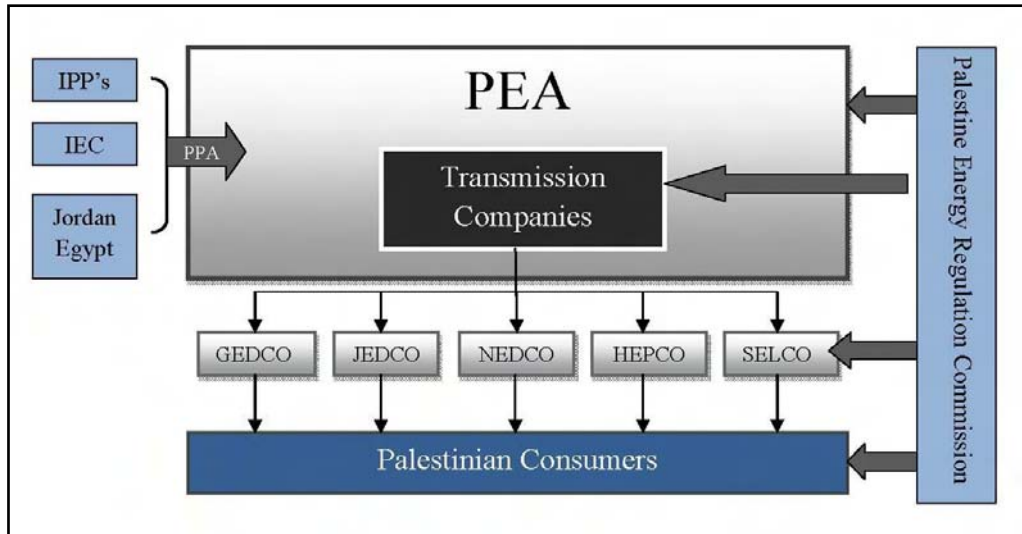 IPP's
IEC
Jordan
Egypt
PPA
PEA
Transmission
Companies
GEDCO
JEDCO
NEDCO
HEPCO
SELCO
Palestinian Consumers
Palestine Energy Regulation Commission